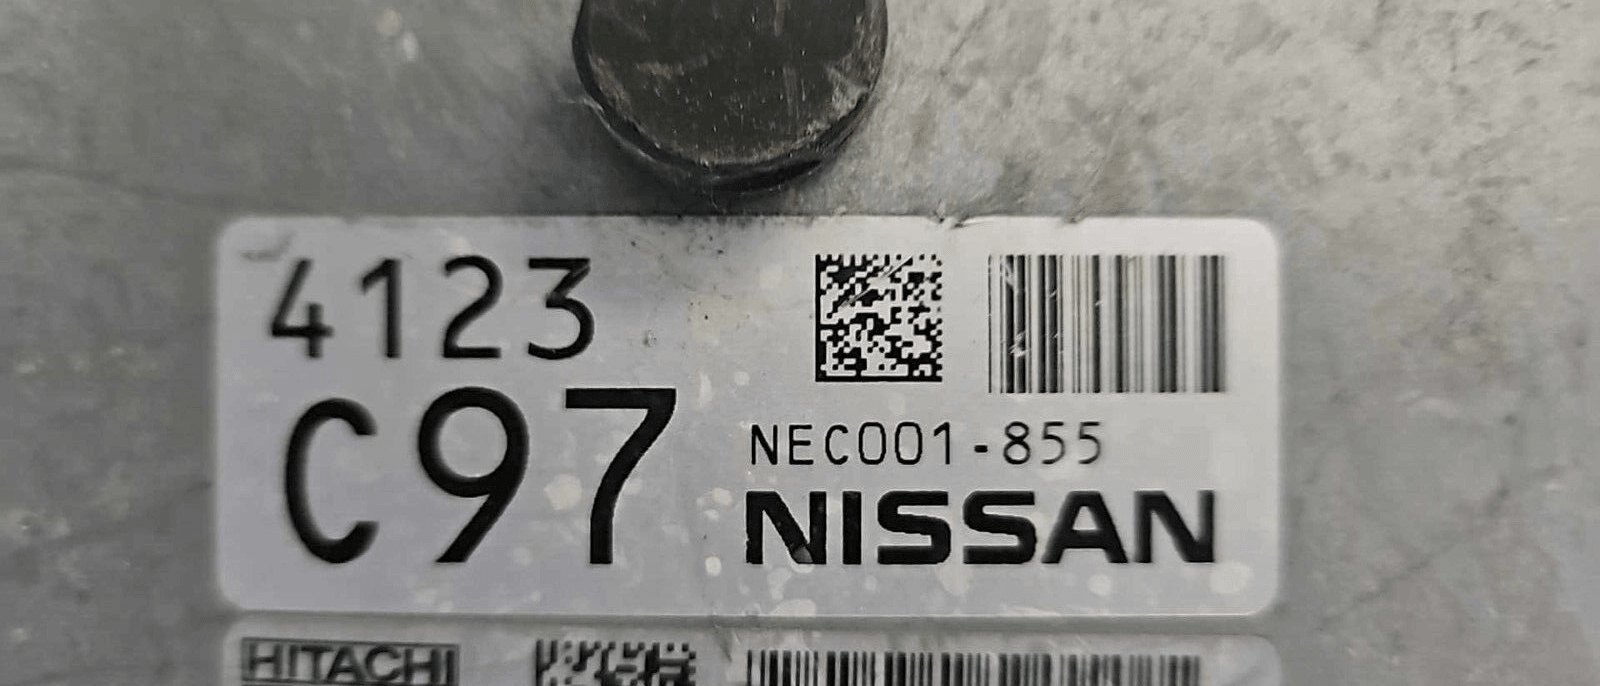 4123
C97
NEC001-855
NISSAN
HITACHI